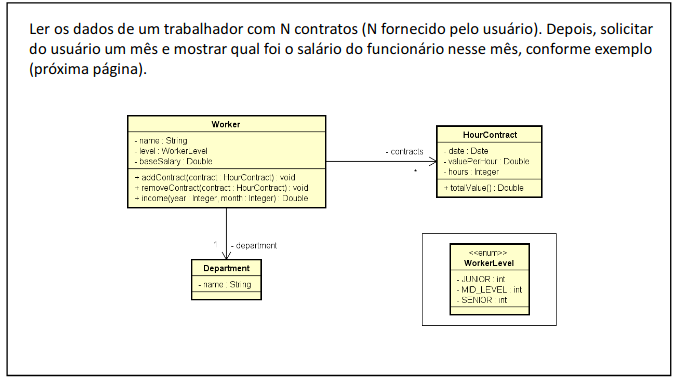 Ler os dados de um trabalhador com N contratos (N fornecido pelo usuário). Depois, solicitar
do usuário um mês e mostrar qual foi o salário do funcionário nesse mês, conforme exemplo
(próxima página).
Worker
- name : String
- level : WorkerLevel
- baseSalary : Double
+ addContract(contract : HourContract) : void
+ removeContract(contract : HourContract) : void
+ income(year : Integer, month : Integer) : Double
- contracts
*
HourContract
- date : Date
- valuePerHour : Double
- hours : Integer
+ totalValue() : Double
- department
Department
- name : String
<<enum>>
WorkerLevel
- JUNIOR : int
- MID_LEVEL : int
- SENIOR : int